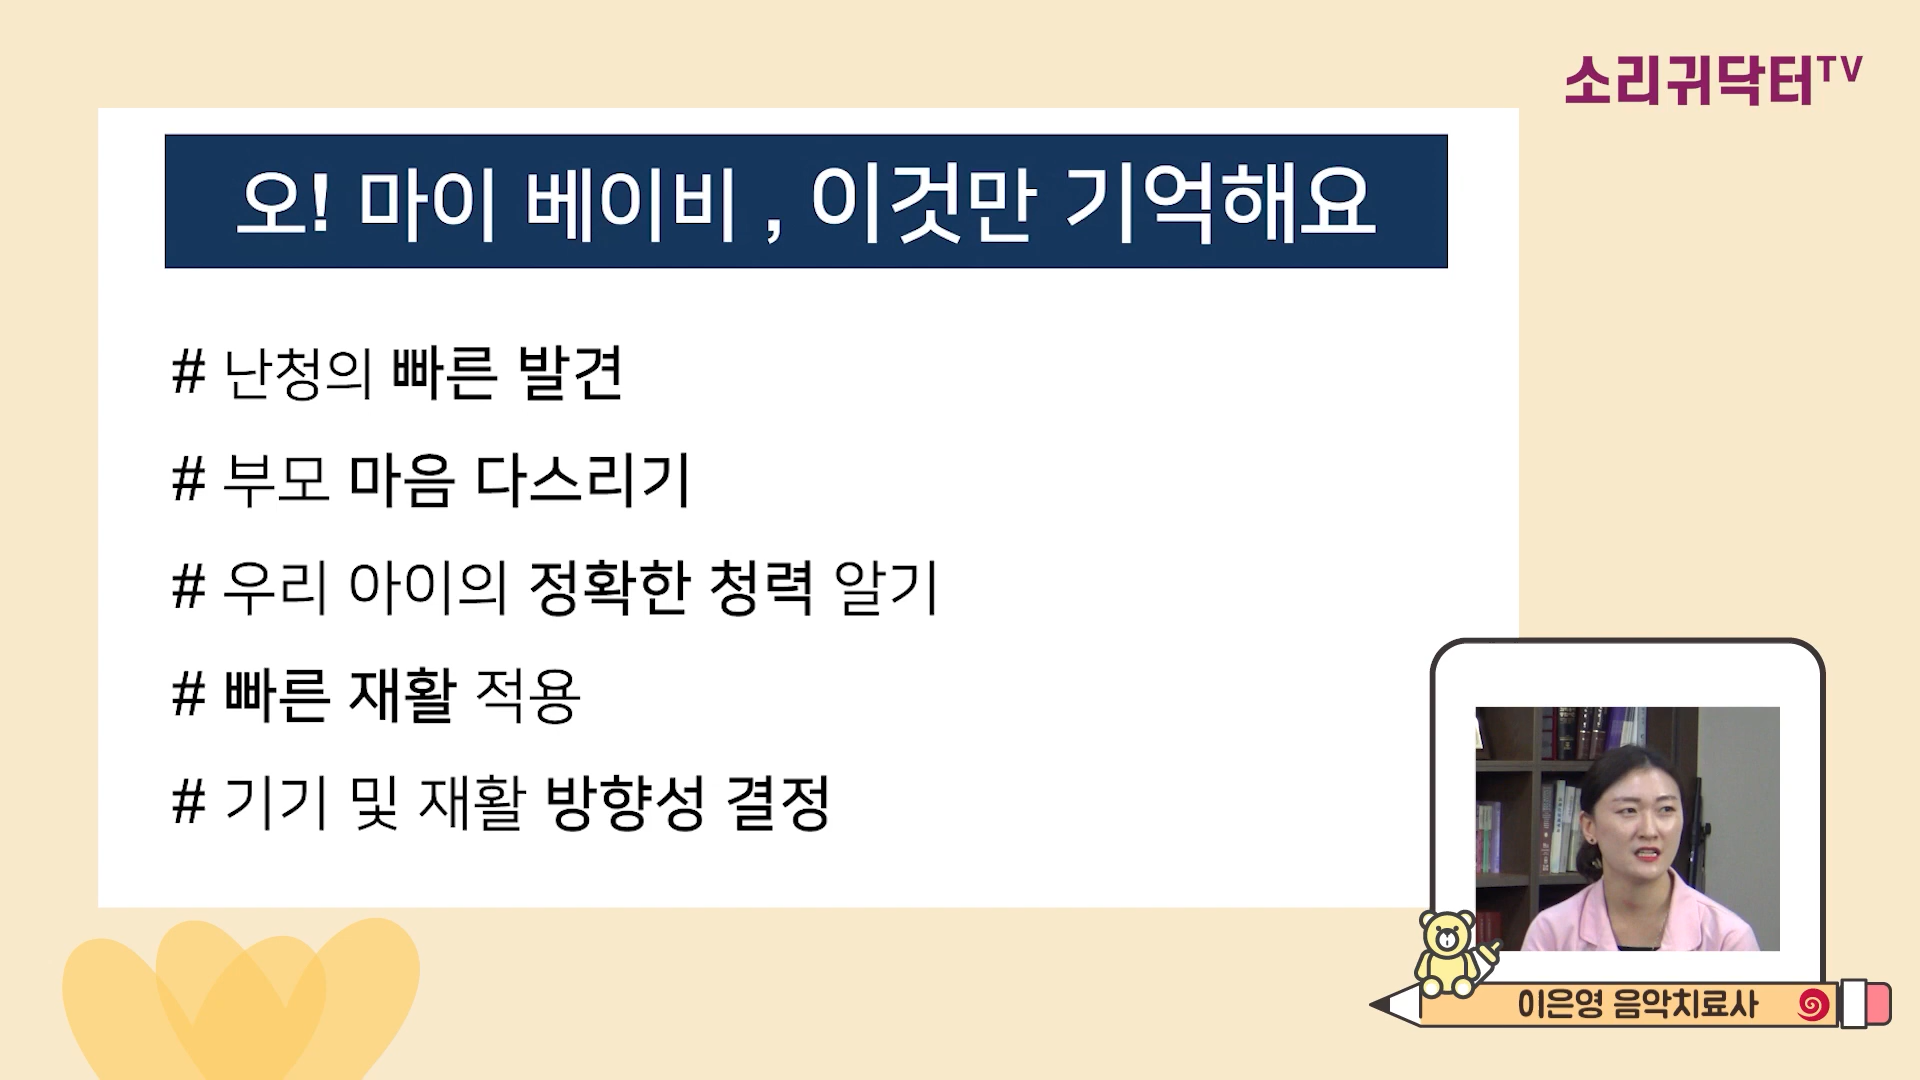 소리귀닥터TV
오! 마이 베이비 , 이것만 기억해요
# 난청의 빠른 발견
# 부모 마음 다스리기
# 우리 아이의 정확한 청력 알기
# 빠른 재활 적용
# 기기 및 재활 방향성 결정
이은영 음악치료사